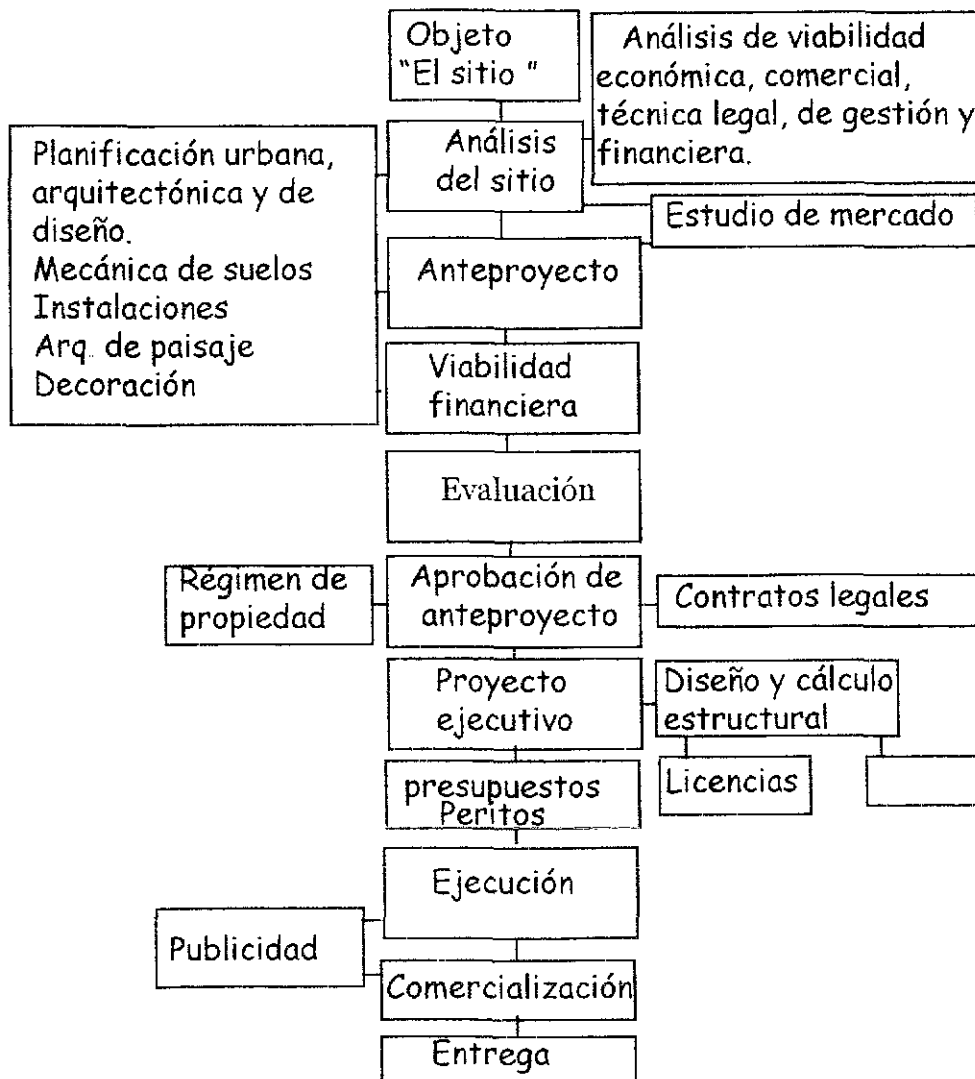 Objeto
"El sitio "
Análisis de viabilidad
económica, comercial,
técnica legal, de gestión y
financiera.
Planificación urbana,
arquitectónica y de
diseño.
Mecánica de suelos
Instalaciones
Arq. de paisaje
Decoración
Análisis
del sitio
Estudio de mercado
Anteproyecto
Viabilidad
financiera
Evaluación
Régimen de
propiedad
Aprobación de
anteproyecto
Contratos legales
Proyecto
ejecutivo
Diseño y cálculo
estructural
Licencias
presupuestos
Peritos
Ejecución
Publicidad
Comercialización
Entrega